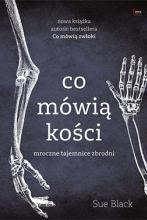 nowa książka
autorki bestsellera
Co mówią zwłoki
co
mówią
kości
mroczne tajemnice zbrodni
Sue Black